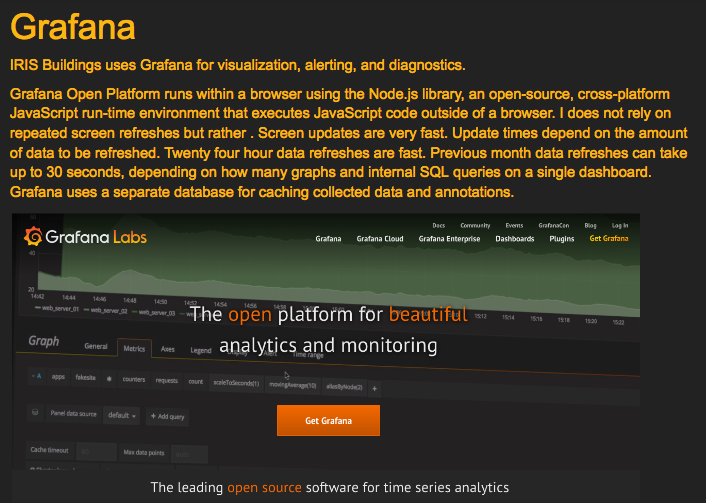 Grafana
IRIS Buildings uses Grafana for visualization, alerting, and diagnostics.
Grafana Open Platform runs within a browser using the Node.js library, an open-source, cross-platform
JavaScript run-time environment that executes JavaScript code outside of a browser. I does not rely on
repeated screen refreshes but rather . Screen updates are very fast. Update times depend on the amount
of data to be refreshed. Twenty four hour data refreshes are fast. Previous month data refreshes can take
up to 30 seconds, depending on how many graphs and internal SQL queries on a single dashboard.
Grafana uses a separate database for caching collected data and annotations.
Docs Community Events GrafanaCon Blog Log In
Grafana Labs
Grafana Grafana Cloud Grafana Enterprise Dashboards Plugins Get Grafana
20
14:42 14:44 14:46 14:48 14:50 14:52 15:12 15:14 15:16 15:18 15:20 15:22
web_server_01 web_server_02 web_server_03
The open platform for beautiful
analytics and monitoring
Graph General Metrics Axes Legend Display Alert Time range
A apps fakesite * counters requests count scaleToSeconds(1) movingAverage(10) aliasByNode(2) +
Panel data source default + Add query
Get Grafana
Cache timeout Max data points
The leading open source software for time series analytics